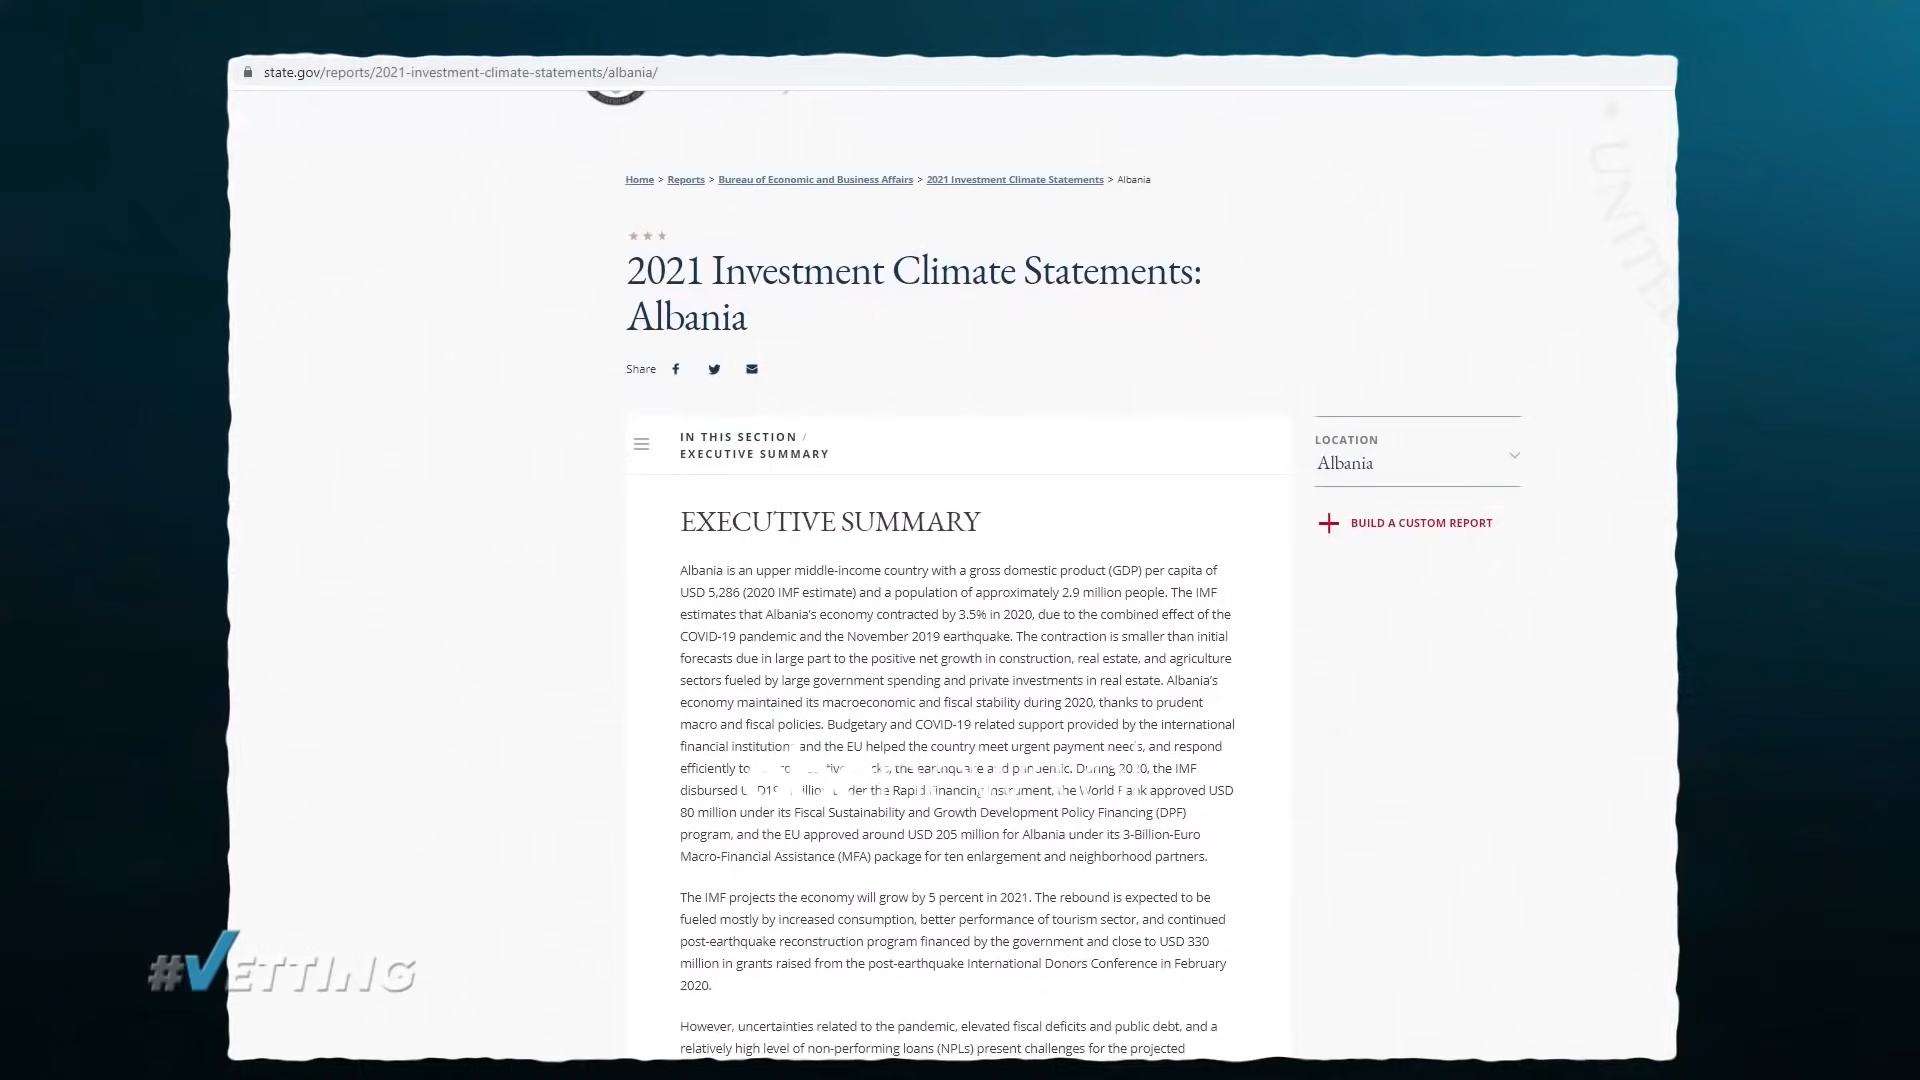 state.gov/reports/2021-investment-climate-statements/albania/
Home > Reports > Bureau of Economic and Business Affairs > 2021 Investment Climate Statements > Albania
2021 Investment Climate Statements:
Albania
Share
IN THIS SECTION /
EXECUTIVE SUMMARY
LOCATION
Albania
BUILD A CUSTOM REPORT
EXECUTIVE SUMMARY
Albania is an upper middle-income country with a gross domestic product (GDP) per capita of
USD 5,286 (2020 IMF estimate) and a population of approximately 2.9 million people. The IMF
estimates that Albania’s economy contracted by 3.5% in 2020, due to the combined effect of the
COVID-19 pandemic and the November 2019 earthquake. The contraction is smaller than initial
forecasts due in large part to the positive net growth in construction, real estate, and agriculture
sectors fueled by large government spending and private investments in real estate. Albania’s
economy maintained its macroeconomic and fiscal stability during 2020, thanks to prudent
macro and fiscal policies. Budgetary and COVID-19 related support provided by the international
financial institutions and the EU helped the country meet urgent payment needs, and respond
efficiently to the earthquake and pandemic. During 2020, the IMF
disbursed under the Rapid Financing Instrument, the World Bank approved USD
80 million under its Fiscal Sustainability and Growth Development Policy Financing (DPF)
program, and the EU approved around USD 205 million for Albania under its 3-Billion-Euro
Macro-Financial Assistance (MFA) package for ten enlargement and neighborhood partners.
The IMF projects the economy will grow by 5 percent in 2021. The rebound is expected to be
fueled mostly by increased consumption, better performance of tourism sector, and continued
post-earthquake reconstruction program financed by the government and close to USD 330
million in grants raised from the post-earthquake International Donors Conference in February
2020.
However, uncertainties related to the pandemic, elevated fiscal deficits and public debt, and a
relatively high level of non-performing loans (NPLs) present challenges for the projected
#VETTING